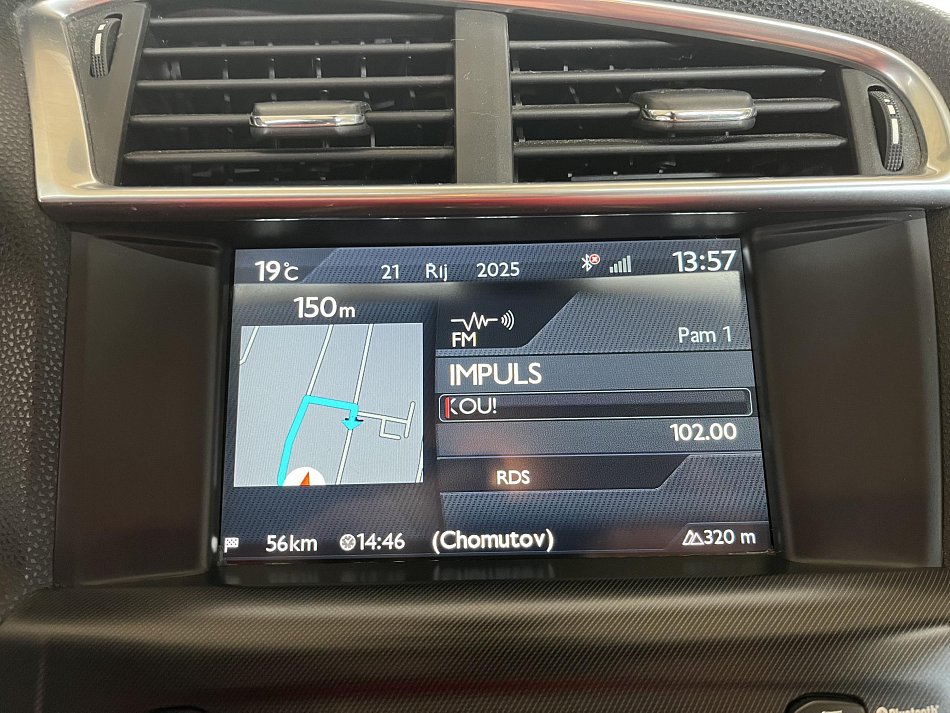 19°C 21 Říj 2025 13:57
150m
FM Pam 1
IMPULS
KOU!
102.00
RDS
56km 14:46 (Chomutov) 320 m
Bluetooth